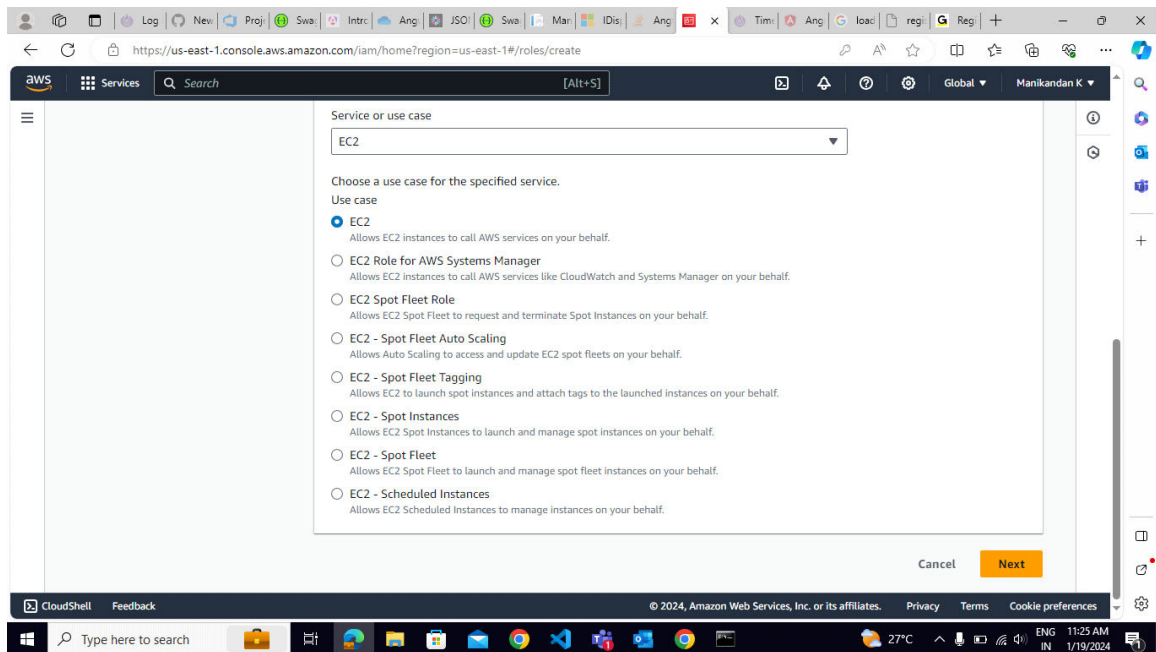 Log
New
Proj
Swag
Intro
Ang
JSO
Swa
Man
IDis
Ang
Time
Ang
G load
regi
G Regi
https://us-east-1.console.aws.amazon.com/iam/home?region=us-east-1#/roles/create
aws Services Search [Alt+S] Global ▼ Manikandan K ▼
Service or use case
EC2
Choose a use case for the specified service.
Use case
EC2
Allows EC2 instances to call AWS services on your behalf.
EC2 Role for AWS Systems Manager
Allows EC2 instances to call AWS services like CloudWatch and Systems Manager on your behalf.
EC2 Spot Fleet Role
Allows EC2 Spot Fleet to request and terminate Spot Instances on your behalf.
EC2 - Spot Fleet Auto Scaling
Allows Auto Scaling to access and update EC2 spot fleets on your behalf.
EC2 - Spot Fleet Tagging
Allows EC2 to launch spot instances and attach tags to the launched instances on your behalf.
EC2 - Spot Instances
Allows EC2 Spot Instances to launch and manage spot instances on your behalf.
EC2 - Spot Fleet
Allows EC2 Spot Fleet to launch and manage spot fleet instances on your behalf.
EC2 - Scheduled Instances
Allows EC2 Scheduled Instances to manage instances on your behalf.
Cancel Next
CloudShell Feedback © 2024, Amazon Web Services, Inc. or its affiliates. Privacy Terms Cookie preferences
Type here to search 27°C ENG 11:25 AM
IN 1/19/2024